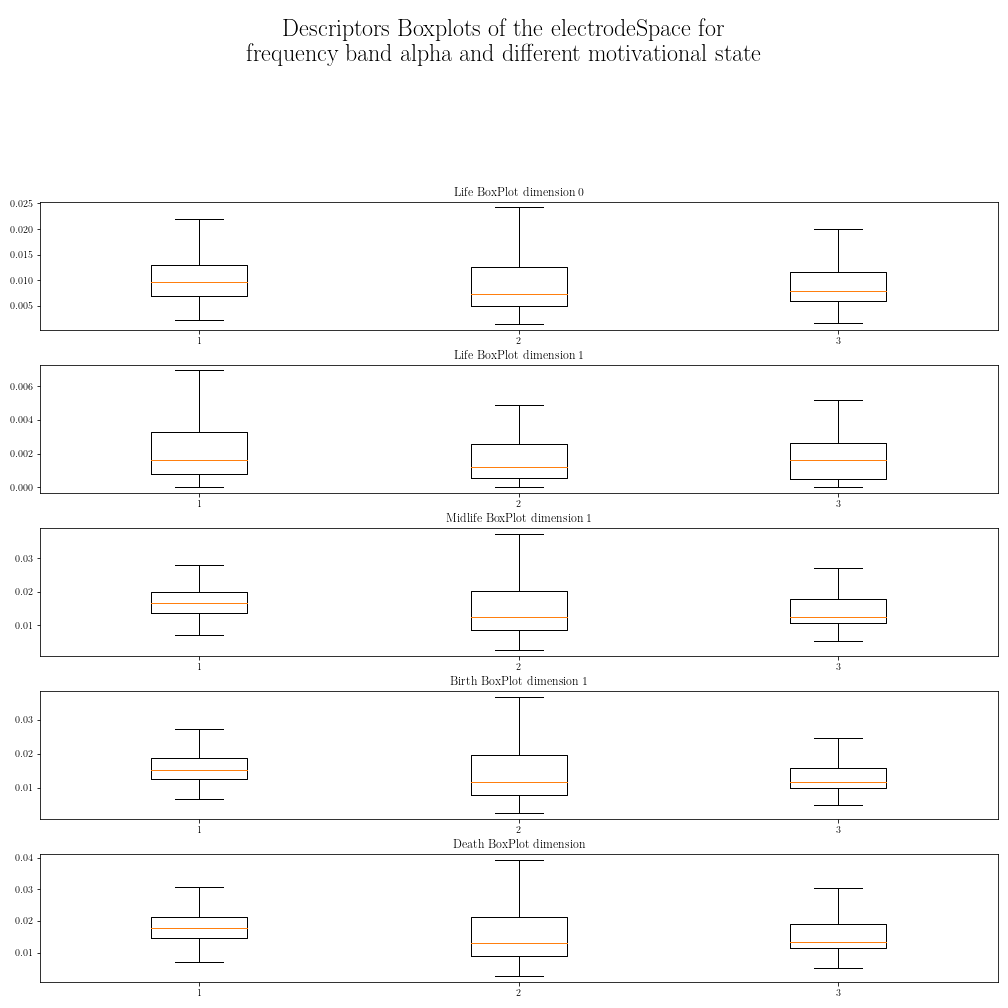 Descriptors Boxplots of the electrodeSpace for
frequency band alpha and different motivational state
Life BoxPlot dimension 0
0.025
0.020
0.015
0.010
0.005
1 2 3
Life BoxPlot dimension 1
0.006
0.004
0.002
0.000
1 2 3
Midlife BoxPlot dimension 1
0.03
0.02
0.01
1 2 3
Birth BoxPlot dimension 1
0.03
0.02
0.01
1 2 3
Death BoxPlot dimension
0.04
0.03
0.02
0.01
1 2 3